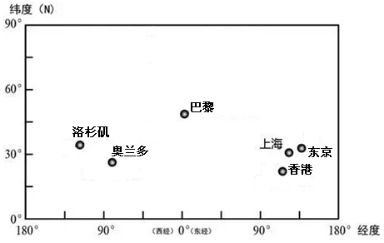 纬度(N)
90°
60°
巴黎
洛杉矶
上海
东京
奥兰多
30°
香港
0°
180° 90° (西经) 0° (东经) 90° 180° 经度